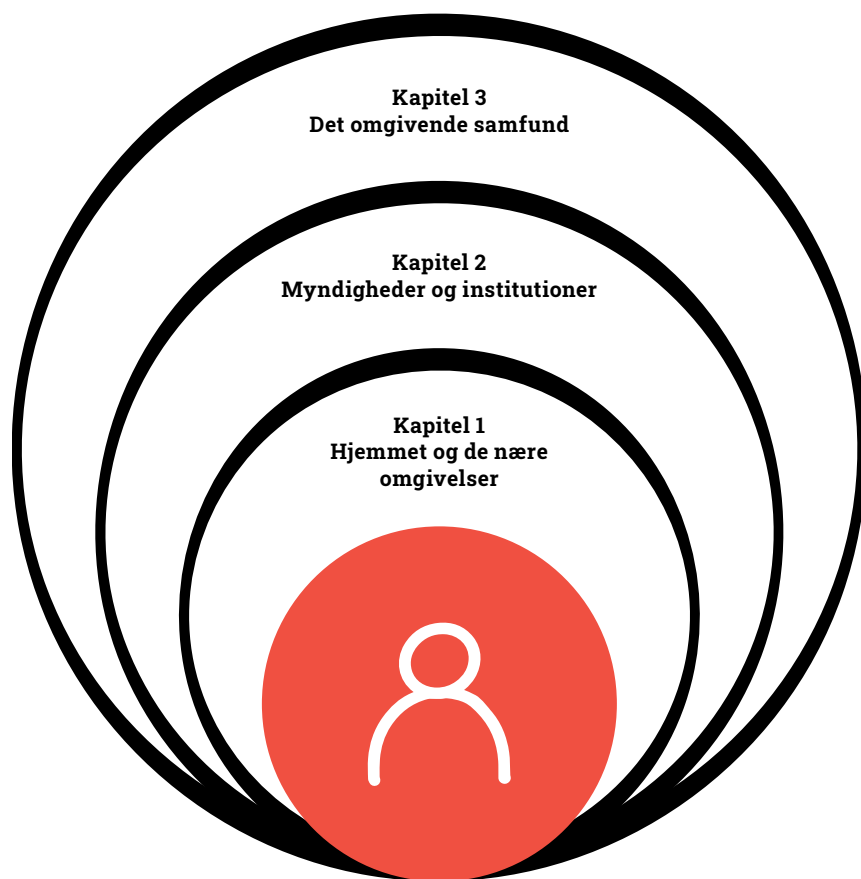 Kapitel 3
Det omgivende samfund
Kapitel 2
Myndigheder og institutioner
Kapitel 1
Hjemmet og de nære
omgivelser